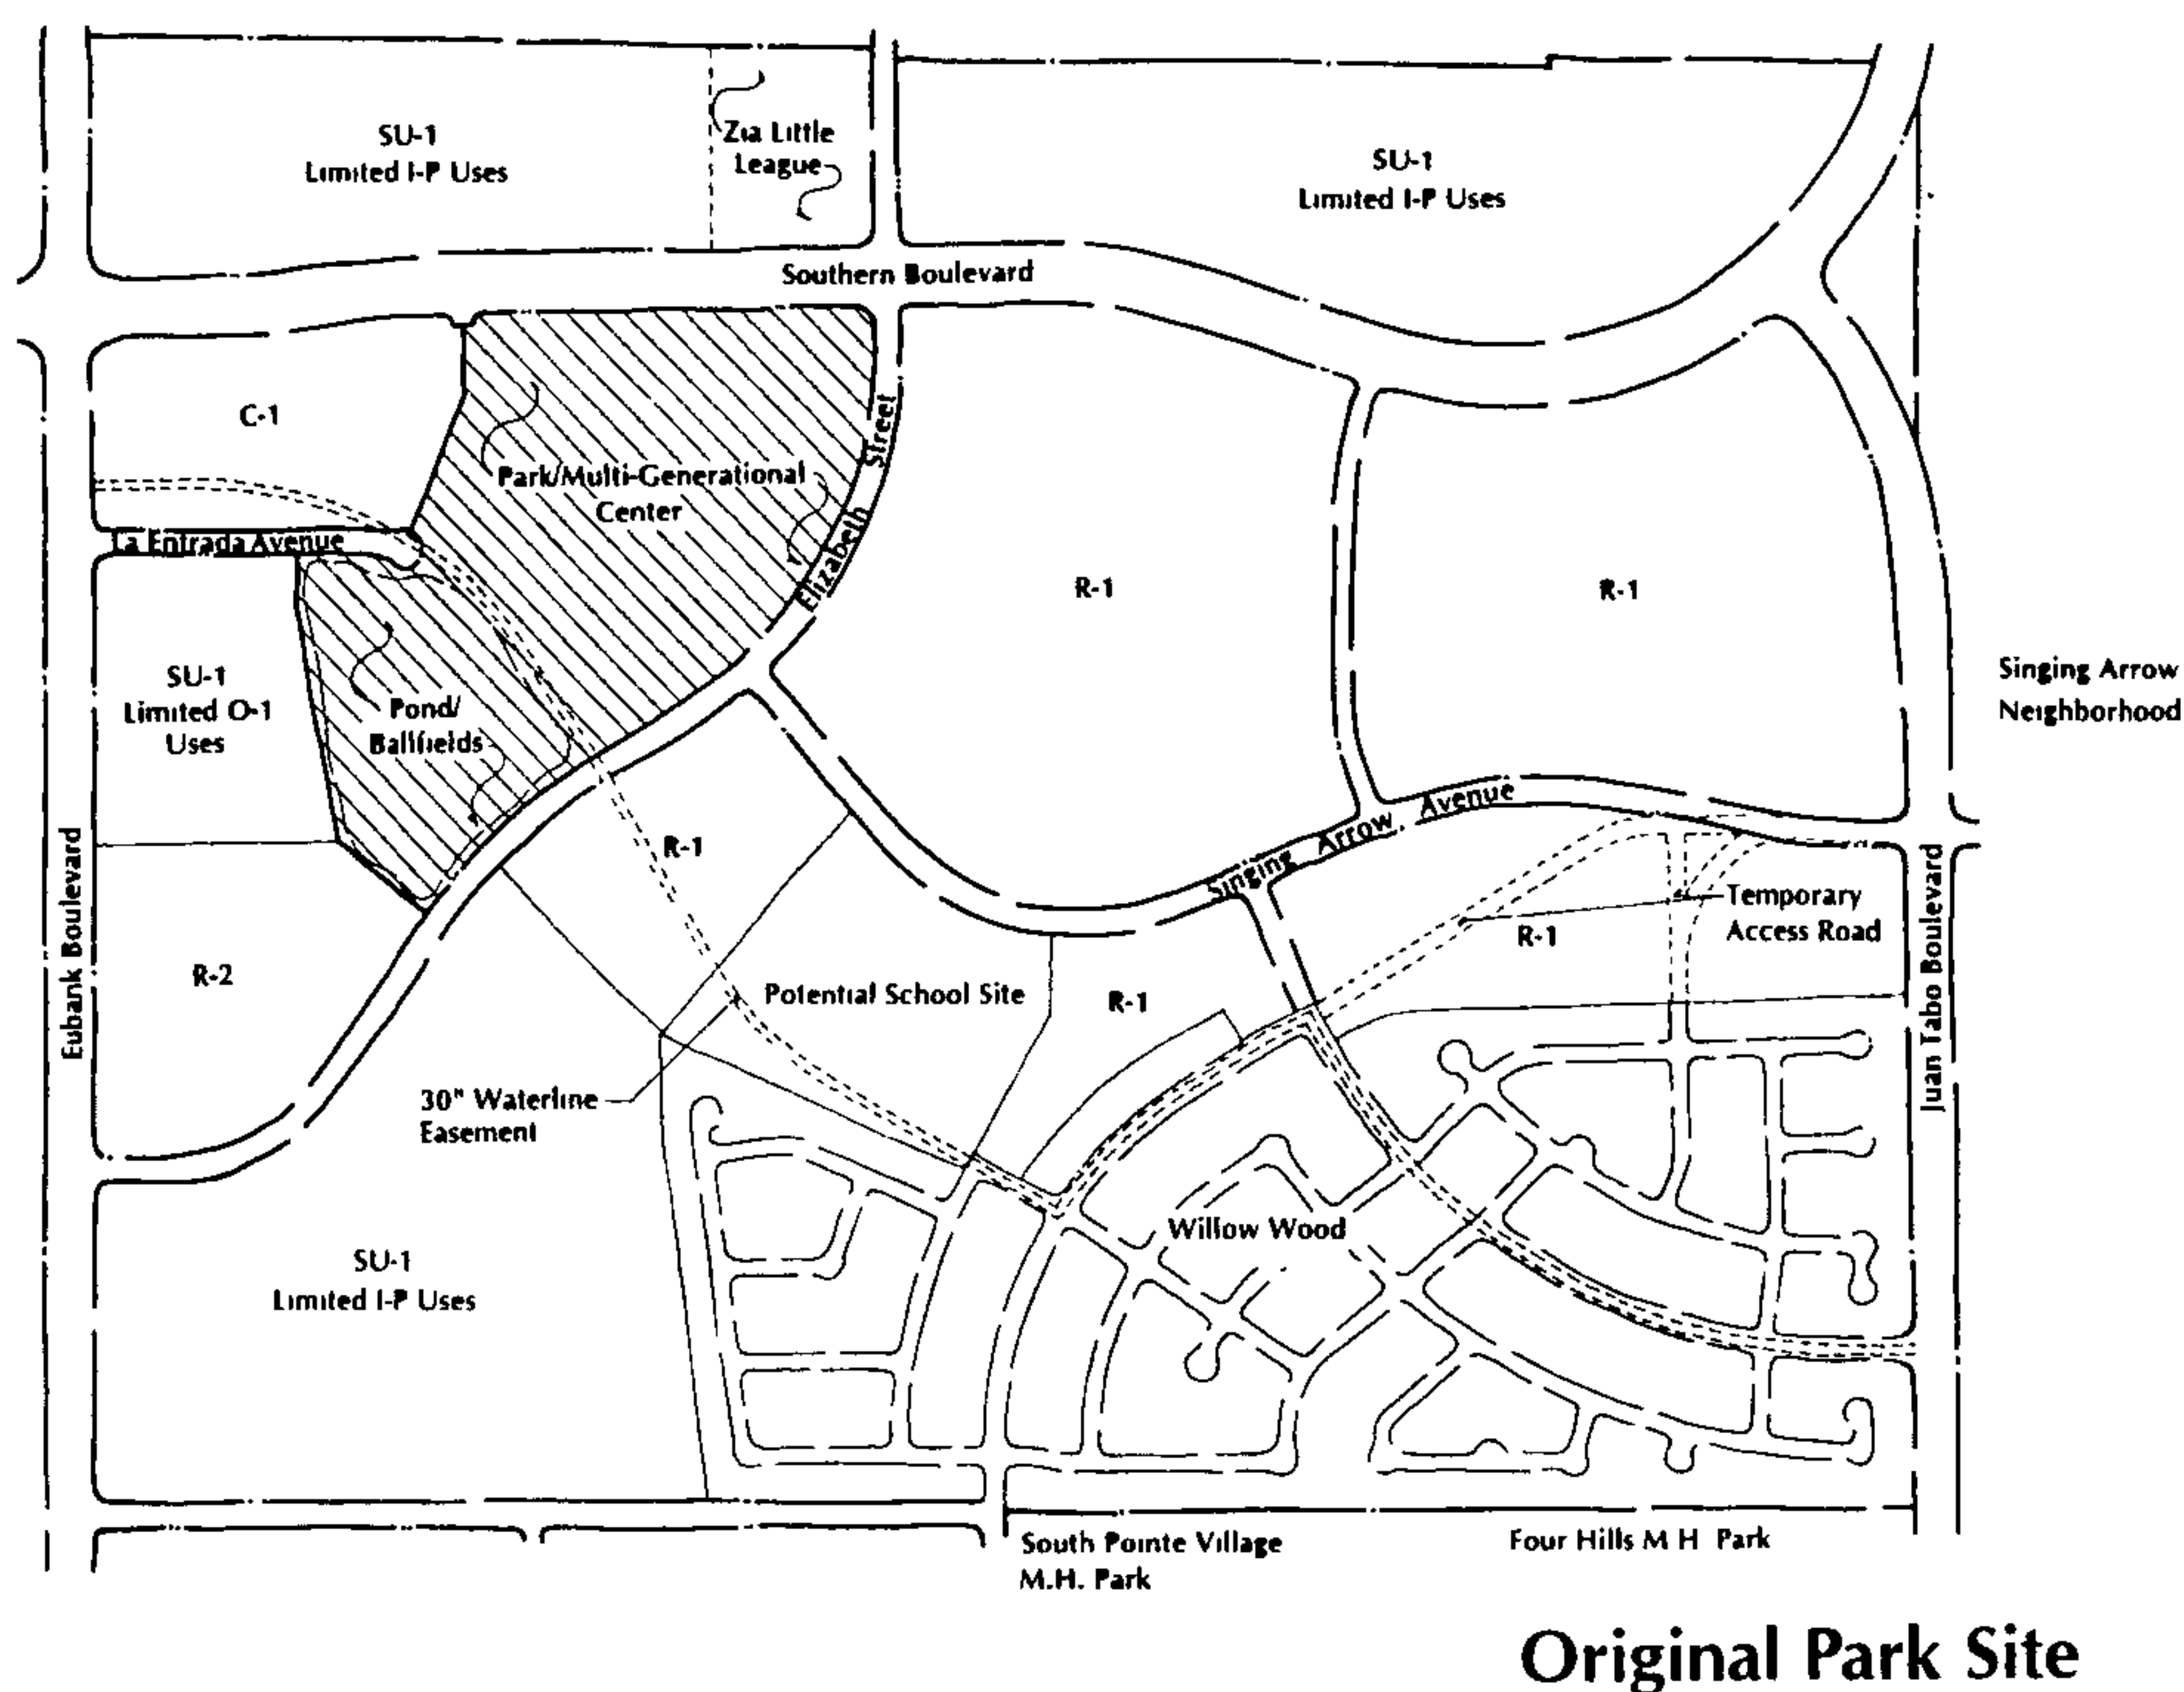 SU-1
Limited I-P Uses
Zia Little
League
SU-1
Limited I-P Uses
Southern Boulevard
C-1
Street
Elizabeth
Park/Multi-Generational
Center
La Entrada Avenue
R-1
R-1
SU-1
Limited O-1
Uses
Pond/
Ballfields
Singing Arrow
Neighborhood
R-1
Singing Arrow Avenue
Temporary
Access Road
R-1
Eubank Boulevard
Juan Tabo Boulevard
R-2
Potential School Site
R-1
30" Waterline
Easement
Willow Wood
SU-1
Limited I-P Uses
South Pointe Village
M.H. Park
Four Hills M H Park
Original Park Site